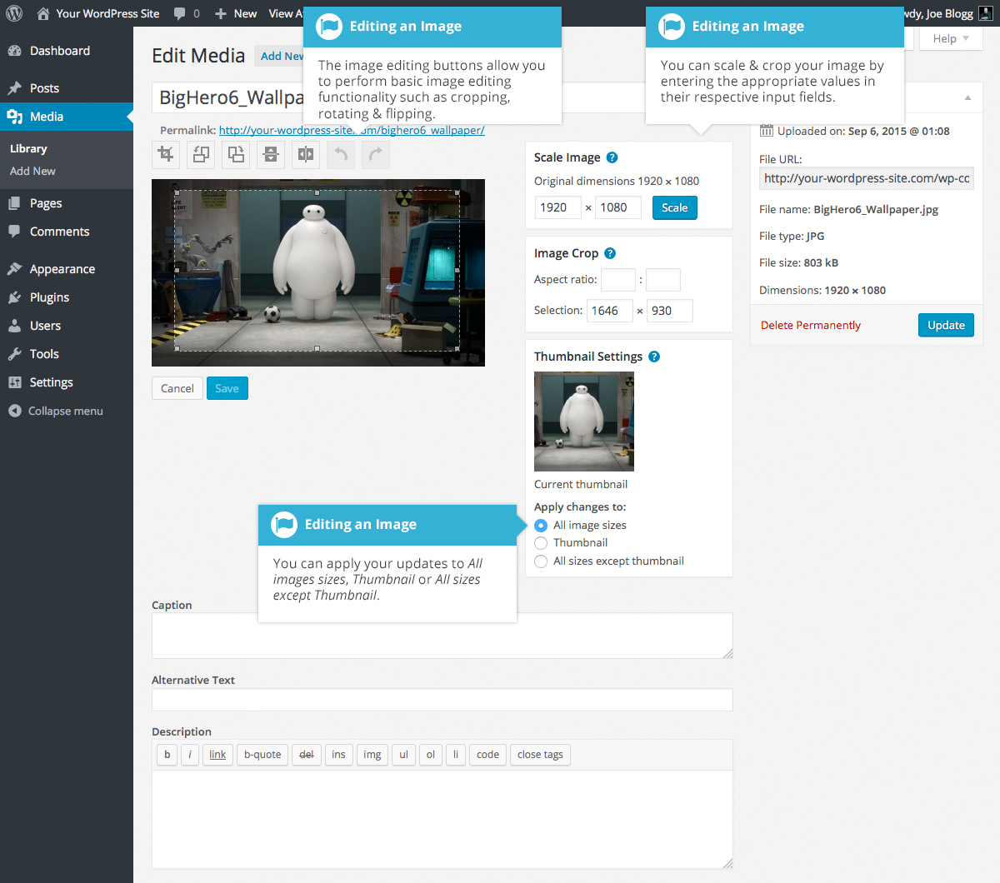 Your WordPress Site
0
New
View A
wdy, Joe Blogg
Editing an Image
The image editing buttons allow you
to perform basic image editing
functionality such as cropping,
rotating & flipping.
Editing an Image
You can scale & crop your image by
entering the appropriate values in
their respective input fields.
Help
Dashboard
Posts
Media
Library
Add New
Pages
Comments
Appearance
Plugins
Users
Tools
Settings
Collapse menu
Edit Media
Add New
BigHero6_Wallpa
Permalink: http://your-wordpress-site.com/bighero6_wallpaper/
Cancel
Save
Scale Image
?
Original dimensions 1920 × 1080
1920 × 1080
Scale
Image Crop
?
Aspect ratio: :
Selection: 1646 × 930
Thumbnail Settings
?
Current thumbnail
Apply changes to:
All image sizes
Thumbnail
All sizes except thumbnail
Uploaded on: Sep 6, 2015 @ 01:08
File URL:
http://your-wordpress-site.com/wp-co
File name: BigHero6_Wallpaper.jpg
File type: JPG
File size: 803 kB
Dimensions: 1920 × 1080
Delete Permanently
Update
Editing an Image
You can apply your updates to All
images sizes, Thumbnail or All sizes
except Thumbnail.
Caption
Alternative Text
Description
b
i
link
b-quote
del
ins
img
ul
ol
li
code
close tags